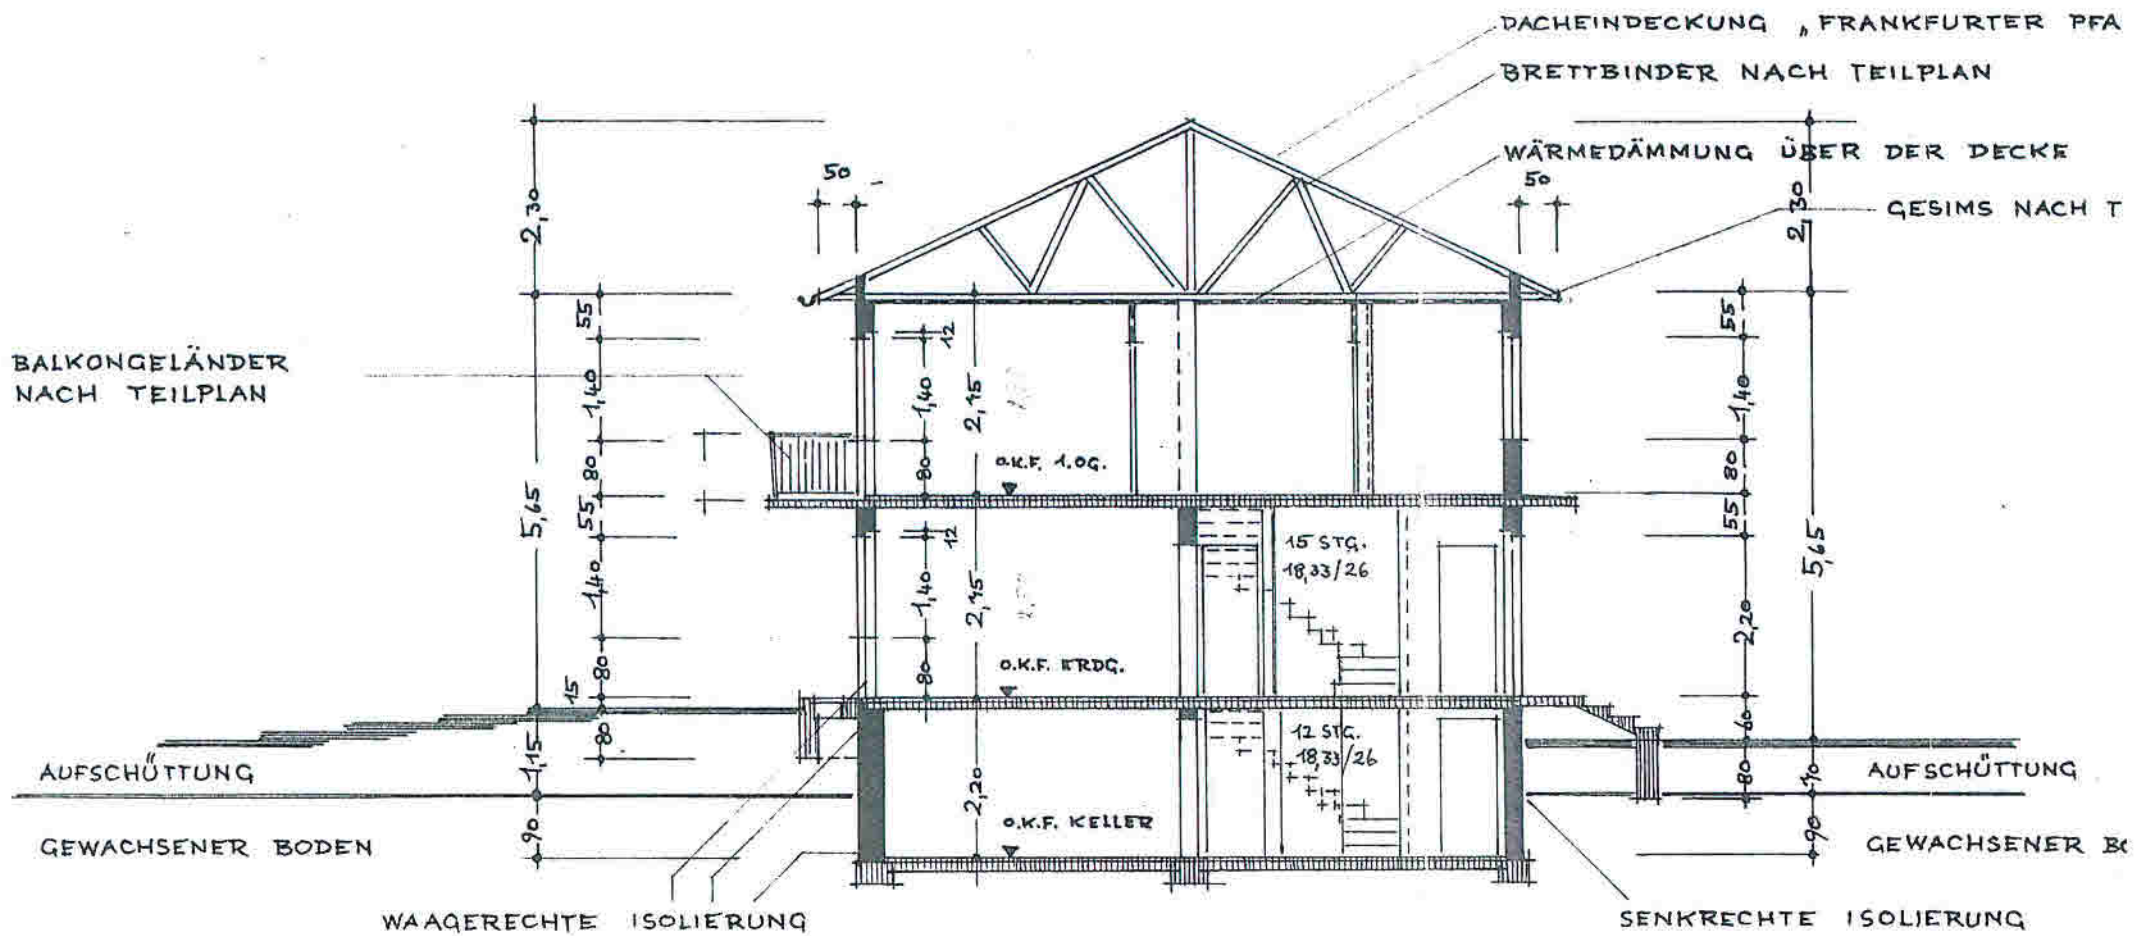 DACHEINDECKUNG „FRANKFURTER PFA
BRETTBINDER NACH TEILPLAN
WÄRMEDÄMMUNG ÜBER DER DECKE
GESIMS NACH T
50
50
2,30
2,30
BALKONGELÄNDER
NACH TEILPLAN
5,65
55
1,40
80
55
1,40
80
15
80
1,15
90
12
1,40
80
2,45
O.K.F. 1.OG.
12
1,40
80
2,45
O.K.F. ERDG.
15 STG.
18,33/26
12 STG.
18,33/26
2,20
O.K.F. KELLER
55
1,40
80
55
2,20
60
80
5,65
70
90
AUFSCHÜTTUNG
GEWACHSENER BODEN
AUFSCHÜTTUNG
GEWACHSENER BO
WAAGERECHTE ISOLIERUNG
SENKRECHTE ISOLIERUNG